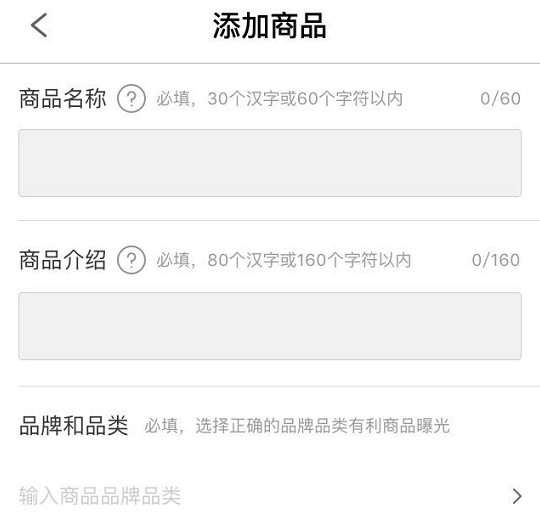 添加商品
商品名称 ? 必填，30个汉字或60个字符以内 0/60
商品介绍 ? 必填，80个汉字或160个字符以内 0/160
品牌和品类 必填，选择正确的品牌品类有利商品曝光
输入商品品牌品类